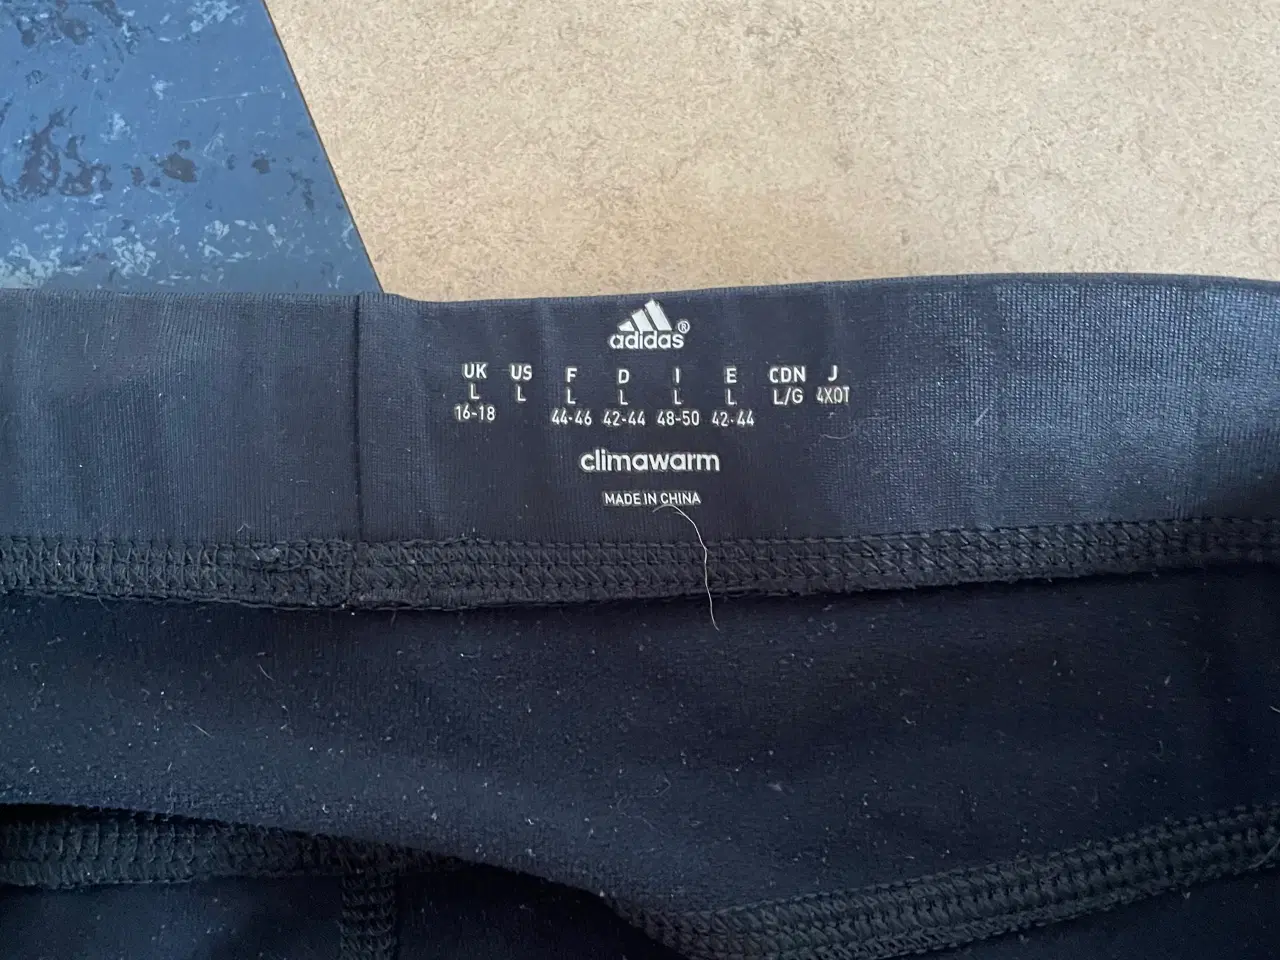 adidas®
UK US F D I E CDN J
L L L L L L L/G 4XOT
16-18 44-46 42-44 48-50 42-44
climawarm
MADE IN CHINA